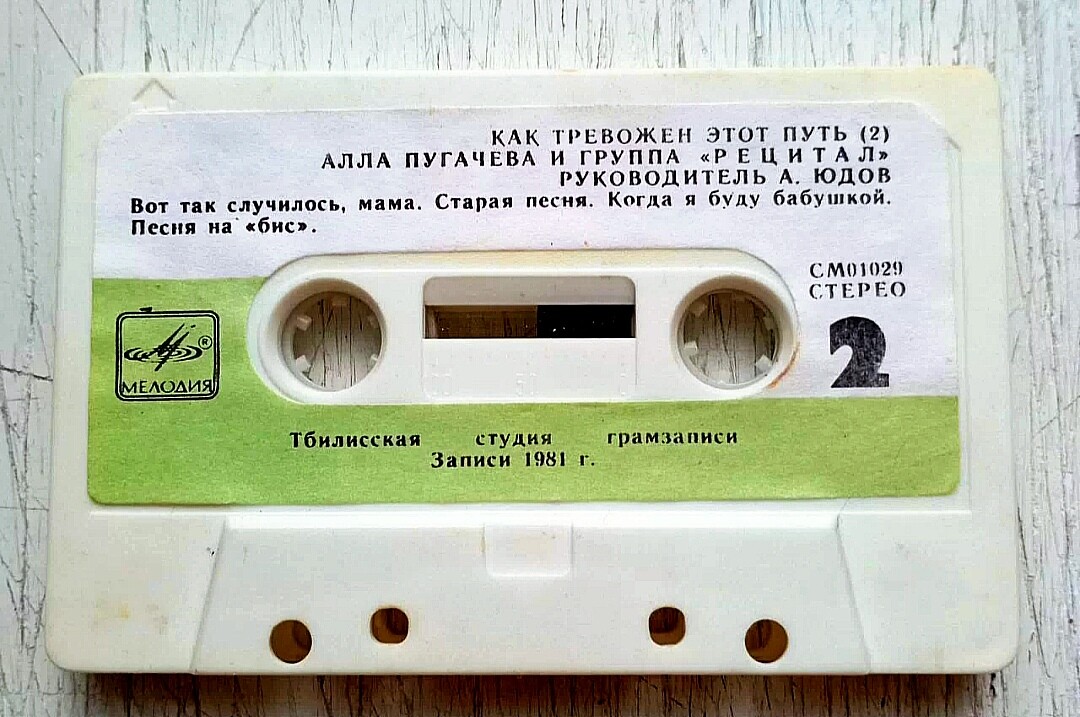 КАК ТРЕВОЖЕН ЭТОТ ПУТЬ (2)
АЛЛА ПУГАЧЕВА И ГРУППА «РЕЦИТАЛ»
РУКОВОДИТЕЛЬ А. ЮДОВ
Вот так случилось, мама. Старая песня. Когда я буду бабушкой.
Песня на «бис».
СМ01029
СТЕРЕО
2
®
МЕЛОДИЯ
Тбилисская студия грамзаписи
Записи 1981 г.